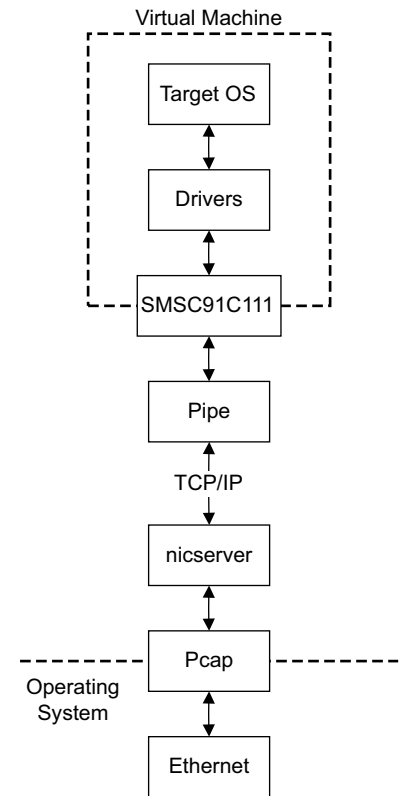 Virtual Machine
Target OS
Drivers
SMSC91C111
Pipe
TCP/IP
nicserver
Pcap
Operating
System
Ethernet